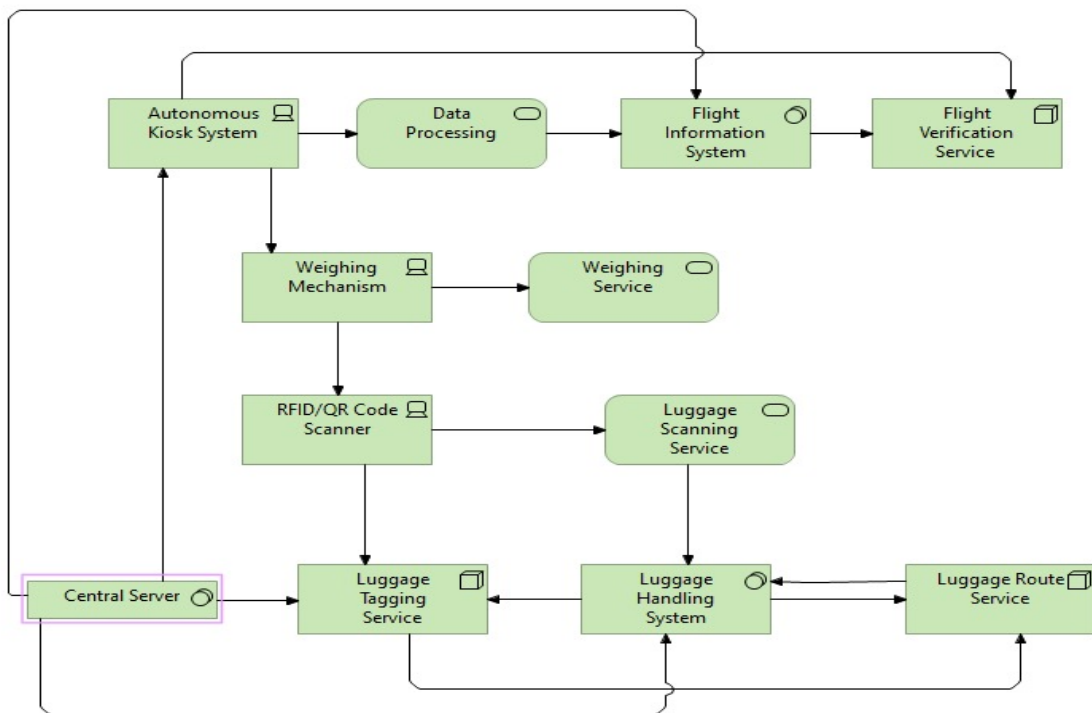 Autonomous
Kiosk System
Data
Processing
Flight
Information
System
Flight
Verification
Service
Weighing
Mechanism
Weighing
Service
RFID/QR Code
Scanner
Luggage
Scanning
Service
Central Server
Luggage
Tagging
Service
Luggage
Handling
System
Luggage Route
Service